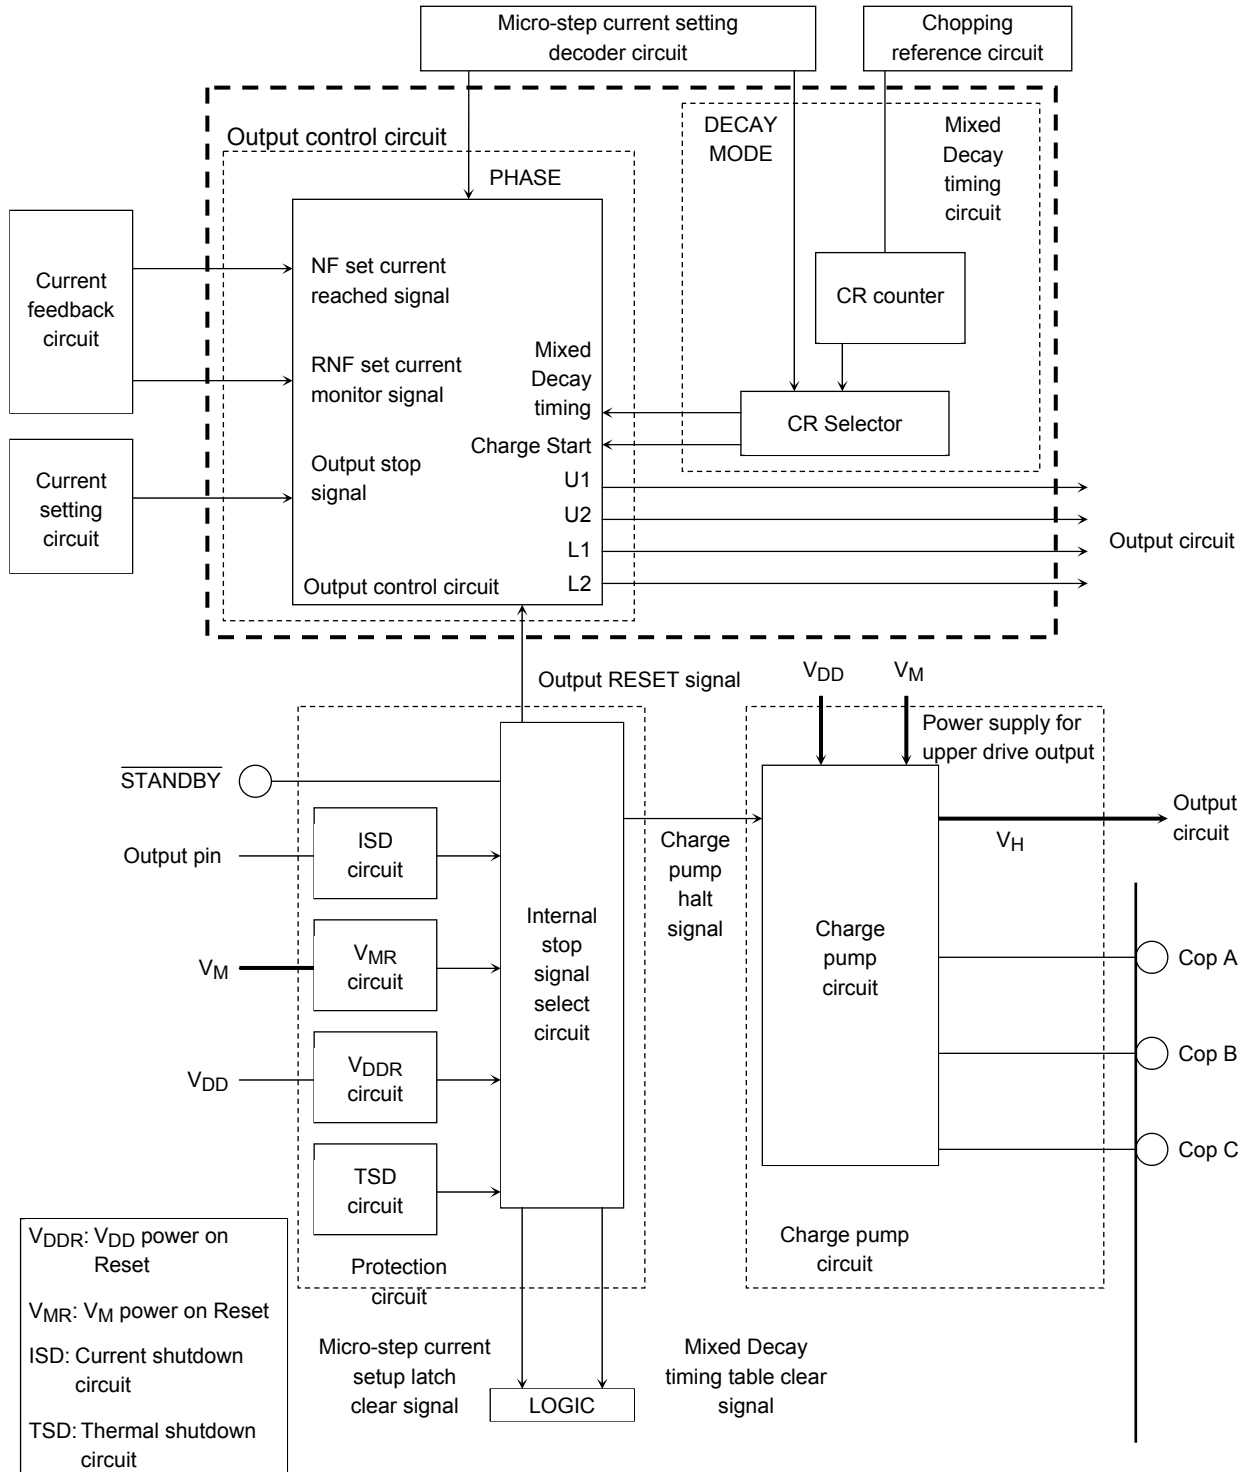 Micro-step current setting
decoder circuit
Chopping
reference circuit
Output control circuit
DECAY
MODE
Mixed
Decay
timing
circuit
PHASE
Current
feedback
circuit
NF set current
reached signal
CR counter
RNF set current
monitor signal
Mixed
Decay
timing
CR Selector
Charge Start
Current
setting
circuit
Output stop
signal
U1
U2
L1
L2
Output circuit
Output control circuit
Output RESET signal
VDD
VM
Power supply for
upper drive output
STANDBY
Output pin
ISD
circuit
Charge
pump
halt
signal
VH
Output
circuit
VM
VMR
circuit
Internal
stop
signal
select
circuit
Charge
pump
circuit
Cop A
VDD
VDDR
circuit
Cop B
TSD
circuit
Cop C
Protection
circuit
Charge pump
circuit
VDDR: VDD power on
Reset
VMR: VM power on Reset
ISD: Current shutdown
circuit
TSD: Thermal shutdown
circuit
Micro-step current
setup latch
clear signal
LOGIC
Mixed Decay
timing table clear
signal